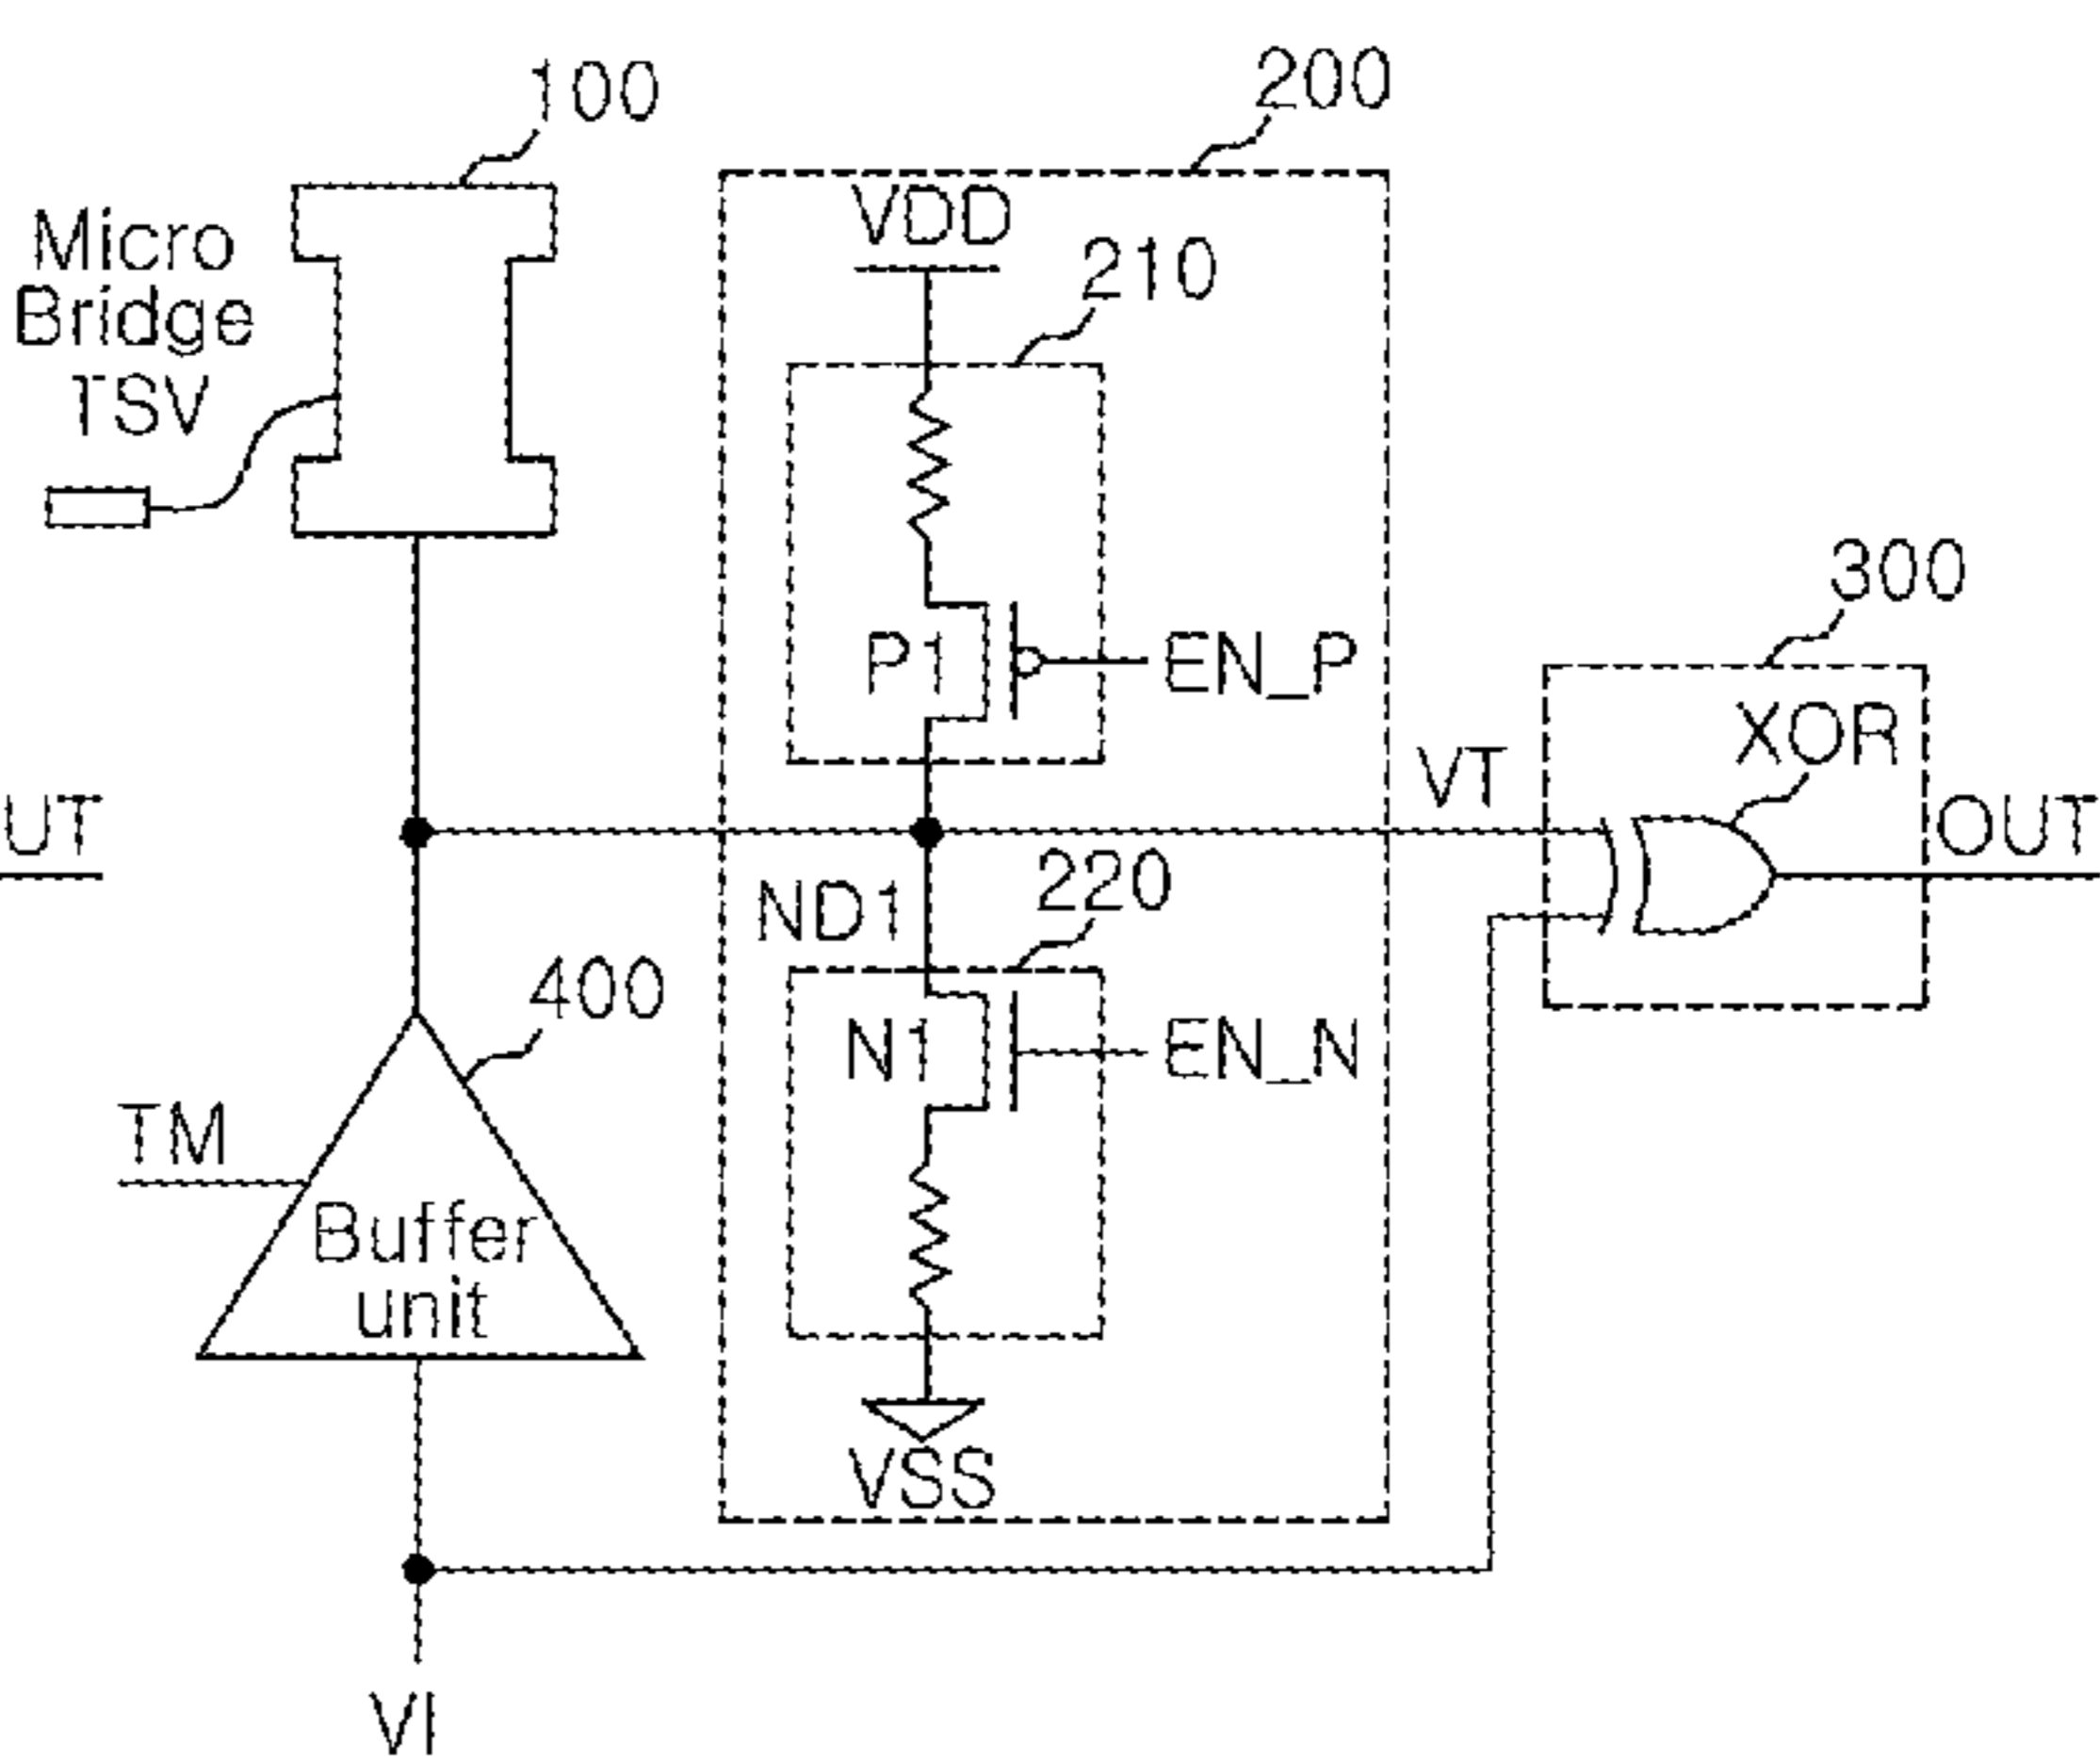 200
100
VDD
Micro
Bridge
TSV
210
300
P1
EN_P
XOR
VT
UT
OUT
ND1
220
400
N1
EN_N
TM
Buffer
unit
VSS
VI